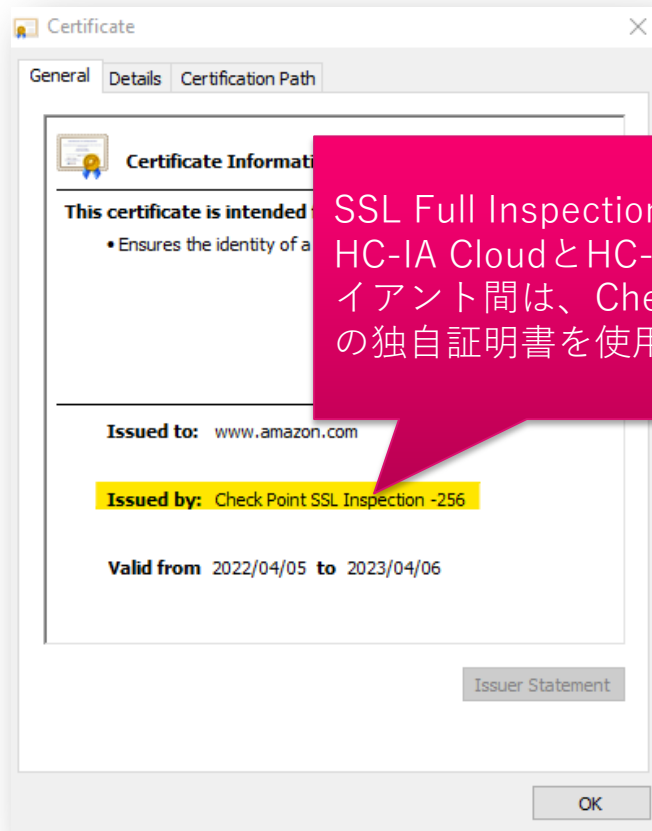 Certificate
General Details Certification Path
Certificate
This certificate is intended
• Ensures the identity of a
SSL Full Inspection
HC-IA CloudとHC-
イアント間は、Che
の独自証明書を使用
Issued to: www.amazon.com
Issued by: Check Point SSL Inspection -256
Valid from 2022/04/05 to 2023/04/06
Issuer Statement
OK